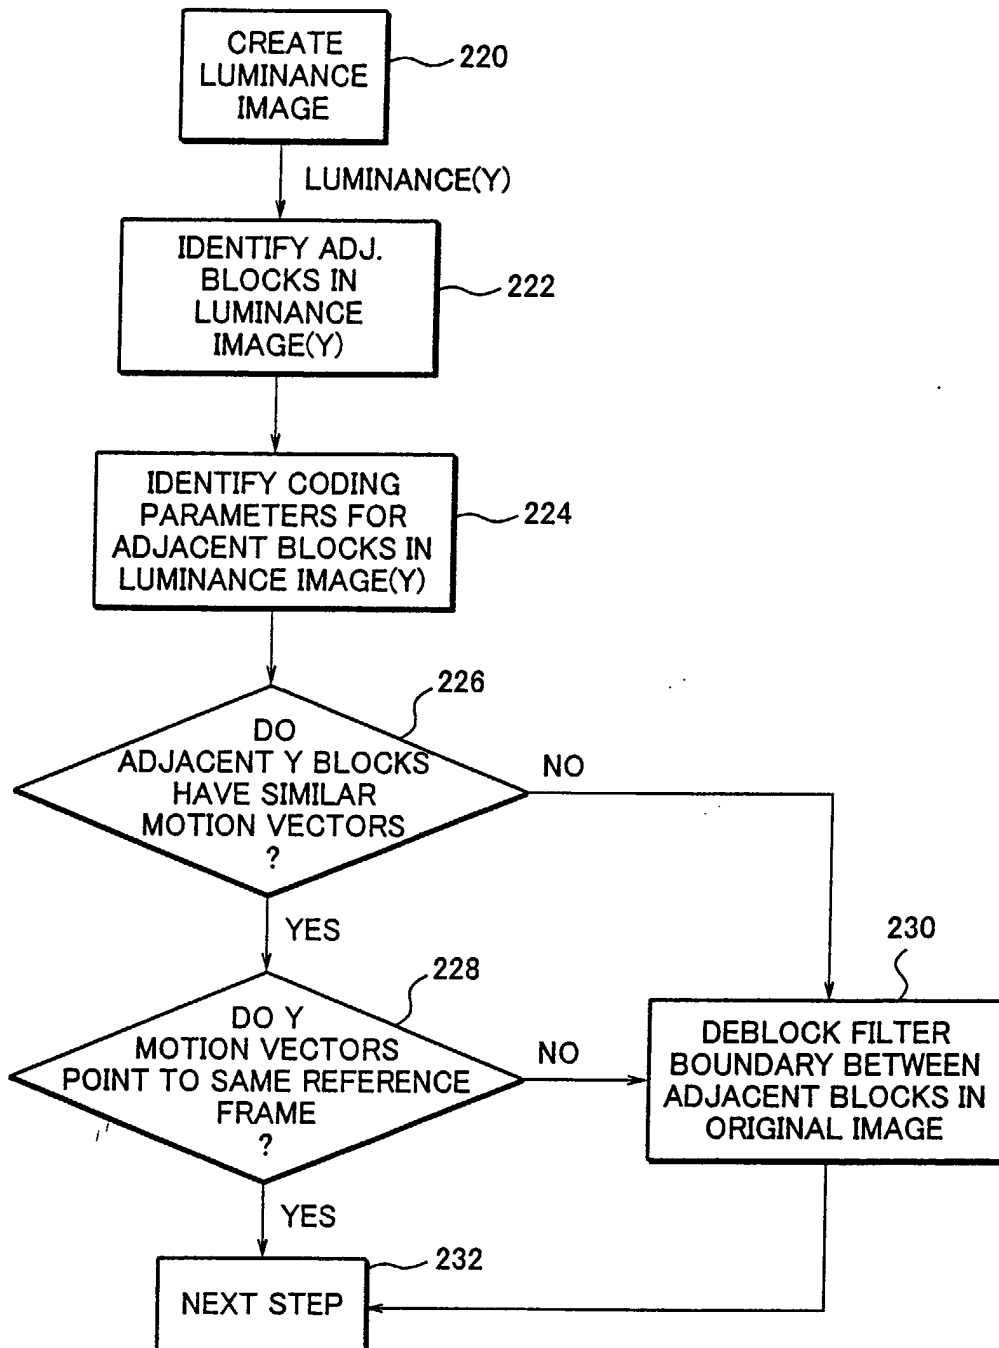 CREATE
LUMINANCE
IMAGE
220
LUMINANCE(Y)
IDENTIFY ADJ.
BLOCKS IN
LUMINANCE
IMAGE(Y)
222
IDENTIFY CODING
PARAMETERS FOR
ADJACENT BLOCKS IN
LUMINANCE IMAGE(Y)
224
226
DO
ADJACENT Y BLOCKS
HAVE SIMILAR
MOTION VECTORS
?
NO
YES
228
DO Y
MOTION VECTORS
POINT TO SAME REFERENCE
FRAME
?
NO
230
DEBLOCK FILTER
BOUNDARY BETWEEN
ADJACENT BLOCKS IN
ORIGINAL IMAGE
YES
232
NEXT STEP